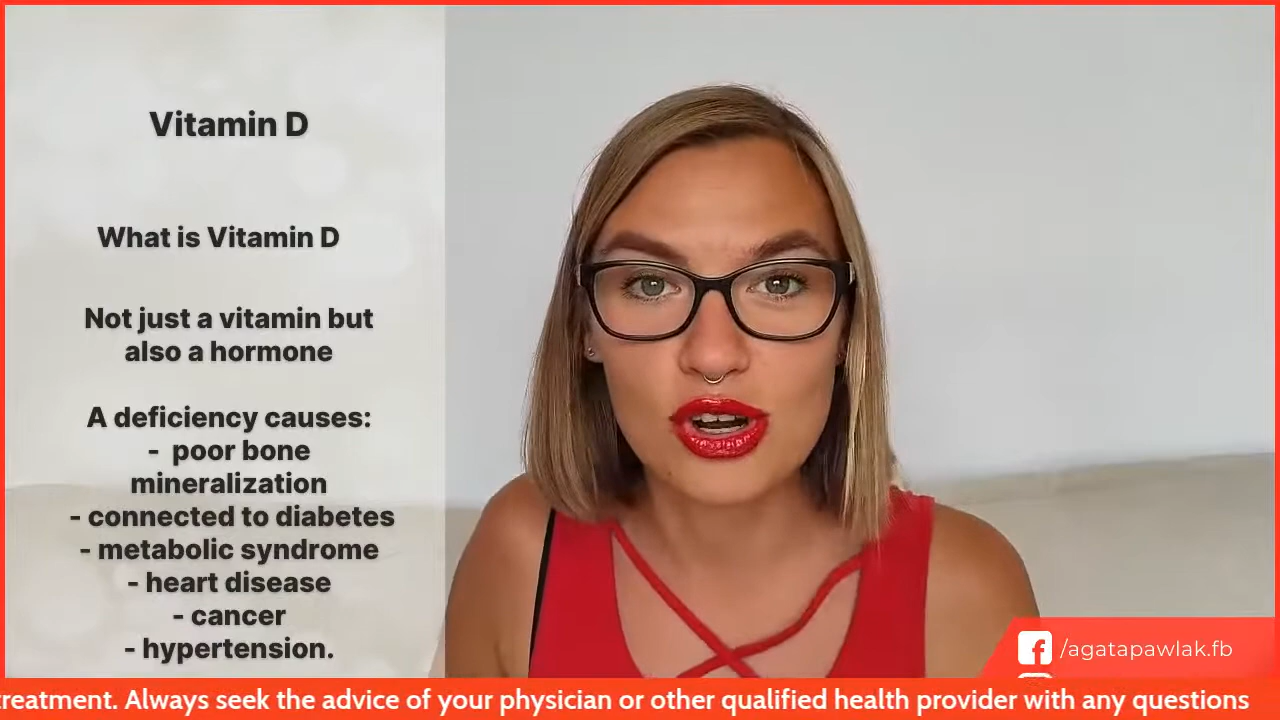 Vitamin D
What is Vitamin D
Not just a vitamin but
also a hormone
A deficiency causes:
- poor bone
mineralization
- connected to diabetes
- metabolic syndrome
- heart disease
- cancer
- hypertension.
/agatapawlak.fb
treatment. Always seek the advice of your physician or other qualified health provider with any questions